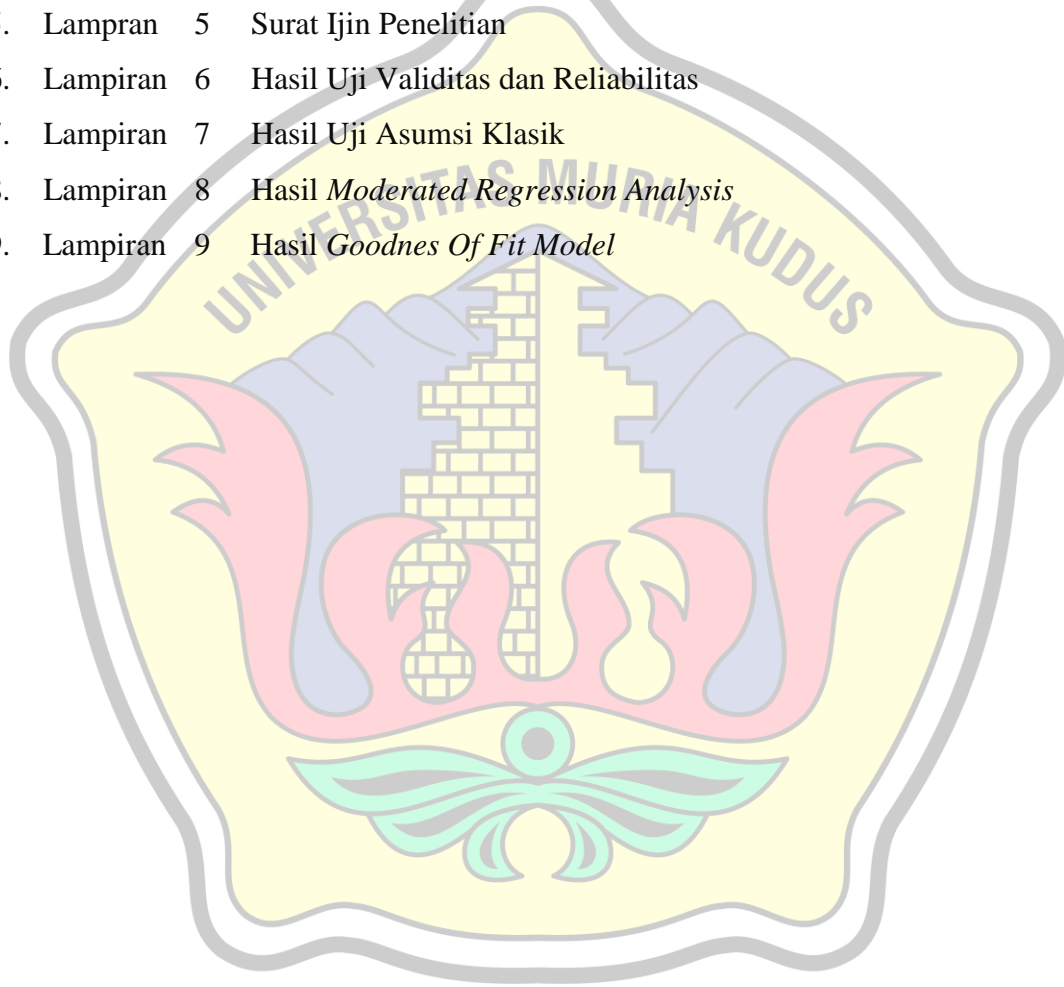 . Lampran 5 Surat Ijin Penelitian
. Lampiran 6 Hasil Uji Validitas dan Reliabilitas
. Lampiran 7 Hasil Uji Asumsi Klasik
. Lampiran 8 Hasil Moderated Regression Analysis
. Lampiran 9 Hasil Goodnes Of Fit Model
UNIVERSITAS MURIA KUDUS